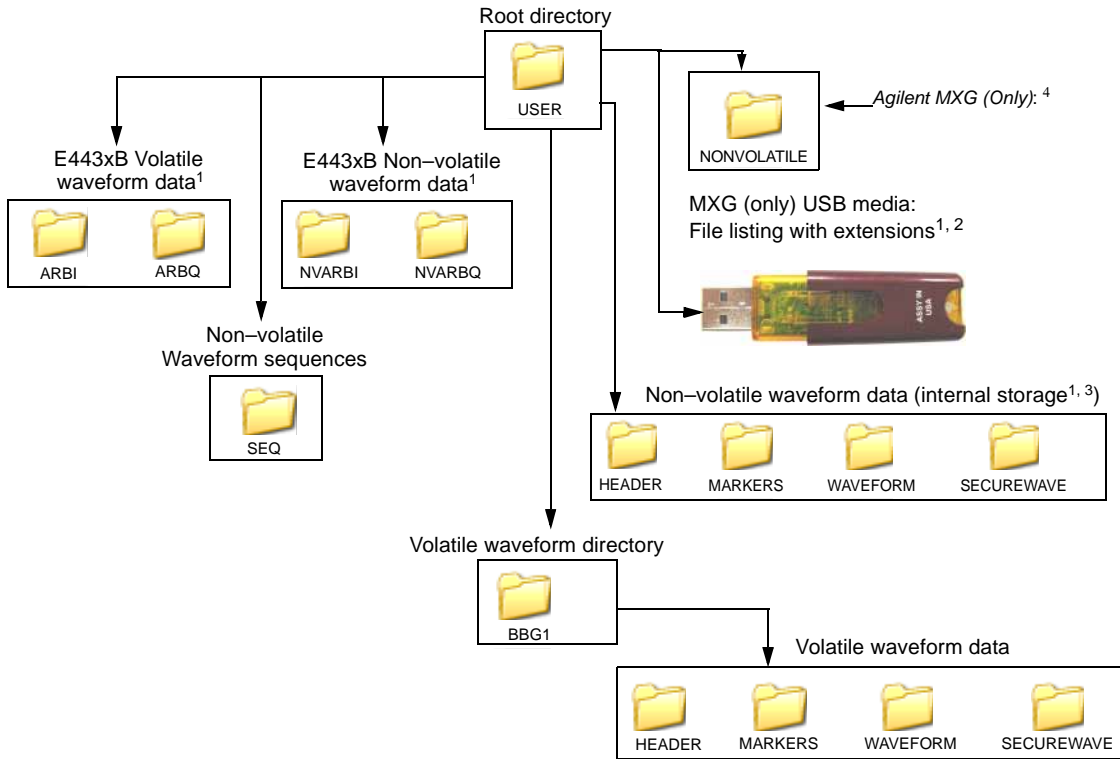 Root directory
USER
Agilent MXG (Only): 4
NONVOLATILE
E443xB Volatile
waveform data1
ARBI
ARBQ
E443xB Non–volatile
waveform data1
NVARBI
NVARBQ
MXG (only) USB media:
File listing with extensions1, 2
ASSY IN
USA
Non–volatile
Waveform sequences
SEQ
Non–volatile waveform data (internal storage1, 3)
HEADER
MARKERS
WAVEFORM
SECUREWAVE
Volatile waveform directory
BBG1
Volatile waveform data
HEADER
MARKERS
WAVEFORM
SECUREWAVE